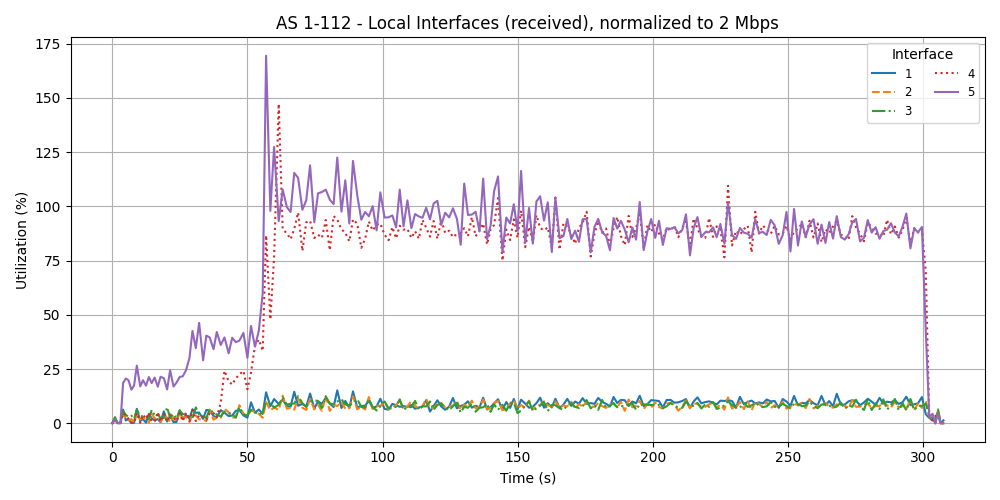 AS 1-112 - Local Interfaces (received), normalized to 2 Mbps
Utilization (%)
175
150
125
100
75
50
25
0
0 50 100 150 200 250 300
Time (s)
Interface
1 4
2 5
3